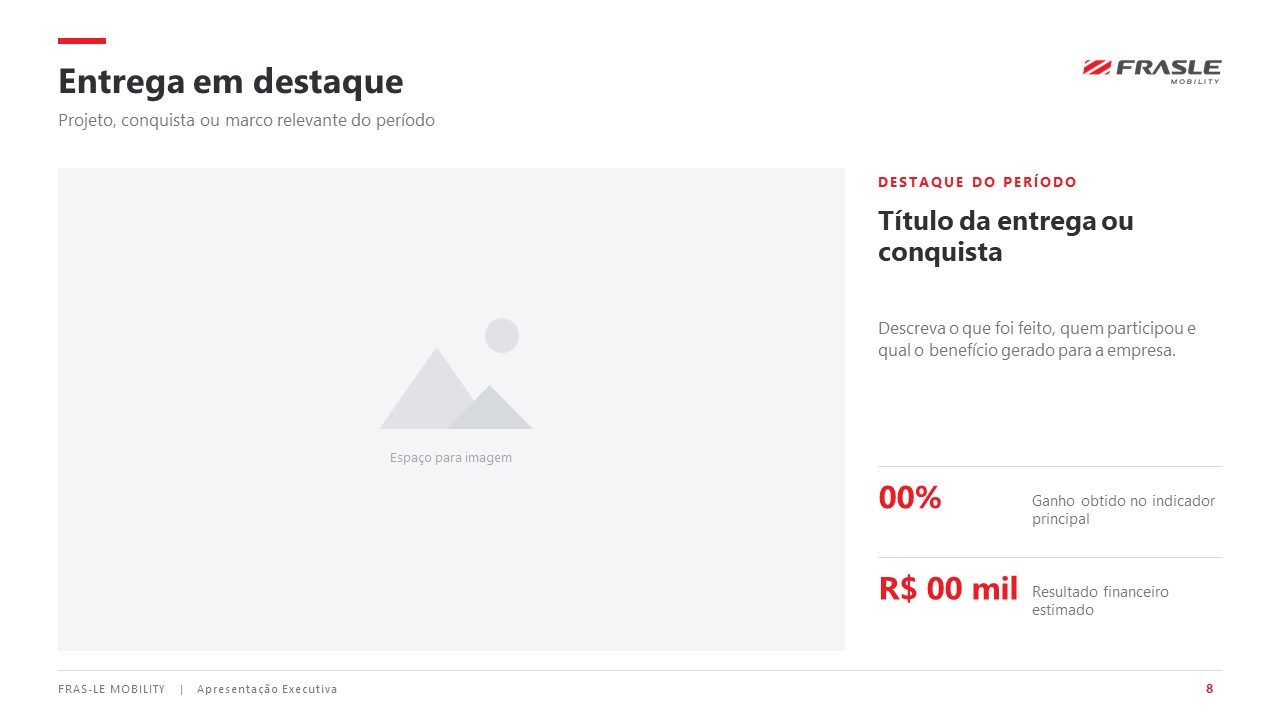 Entrega em destaque
FRASLE
MOBILITY
Projeto, conquista ou marco relevante do período
DESTAQUE DO PERÍODO
Título da entrega ou
conquista
Descreva o que foi feito, quem participou e
qual o benefício gerado para a empresa.
Espaço para imagem
00%
Ganho obtido no indicador
principal
R$ 00 mil
Resultado financeiro
estimado
FRAS-LE MOBILITY | Apresentação Executiva
8